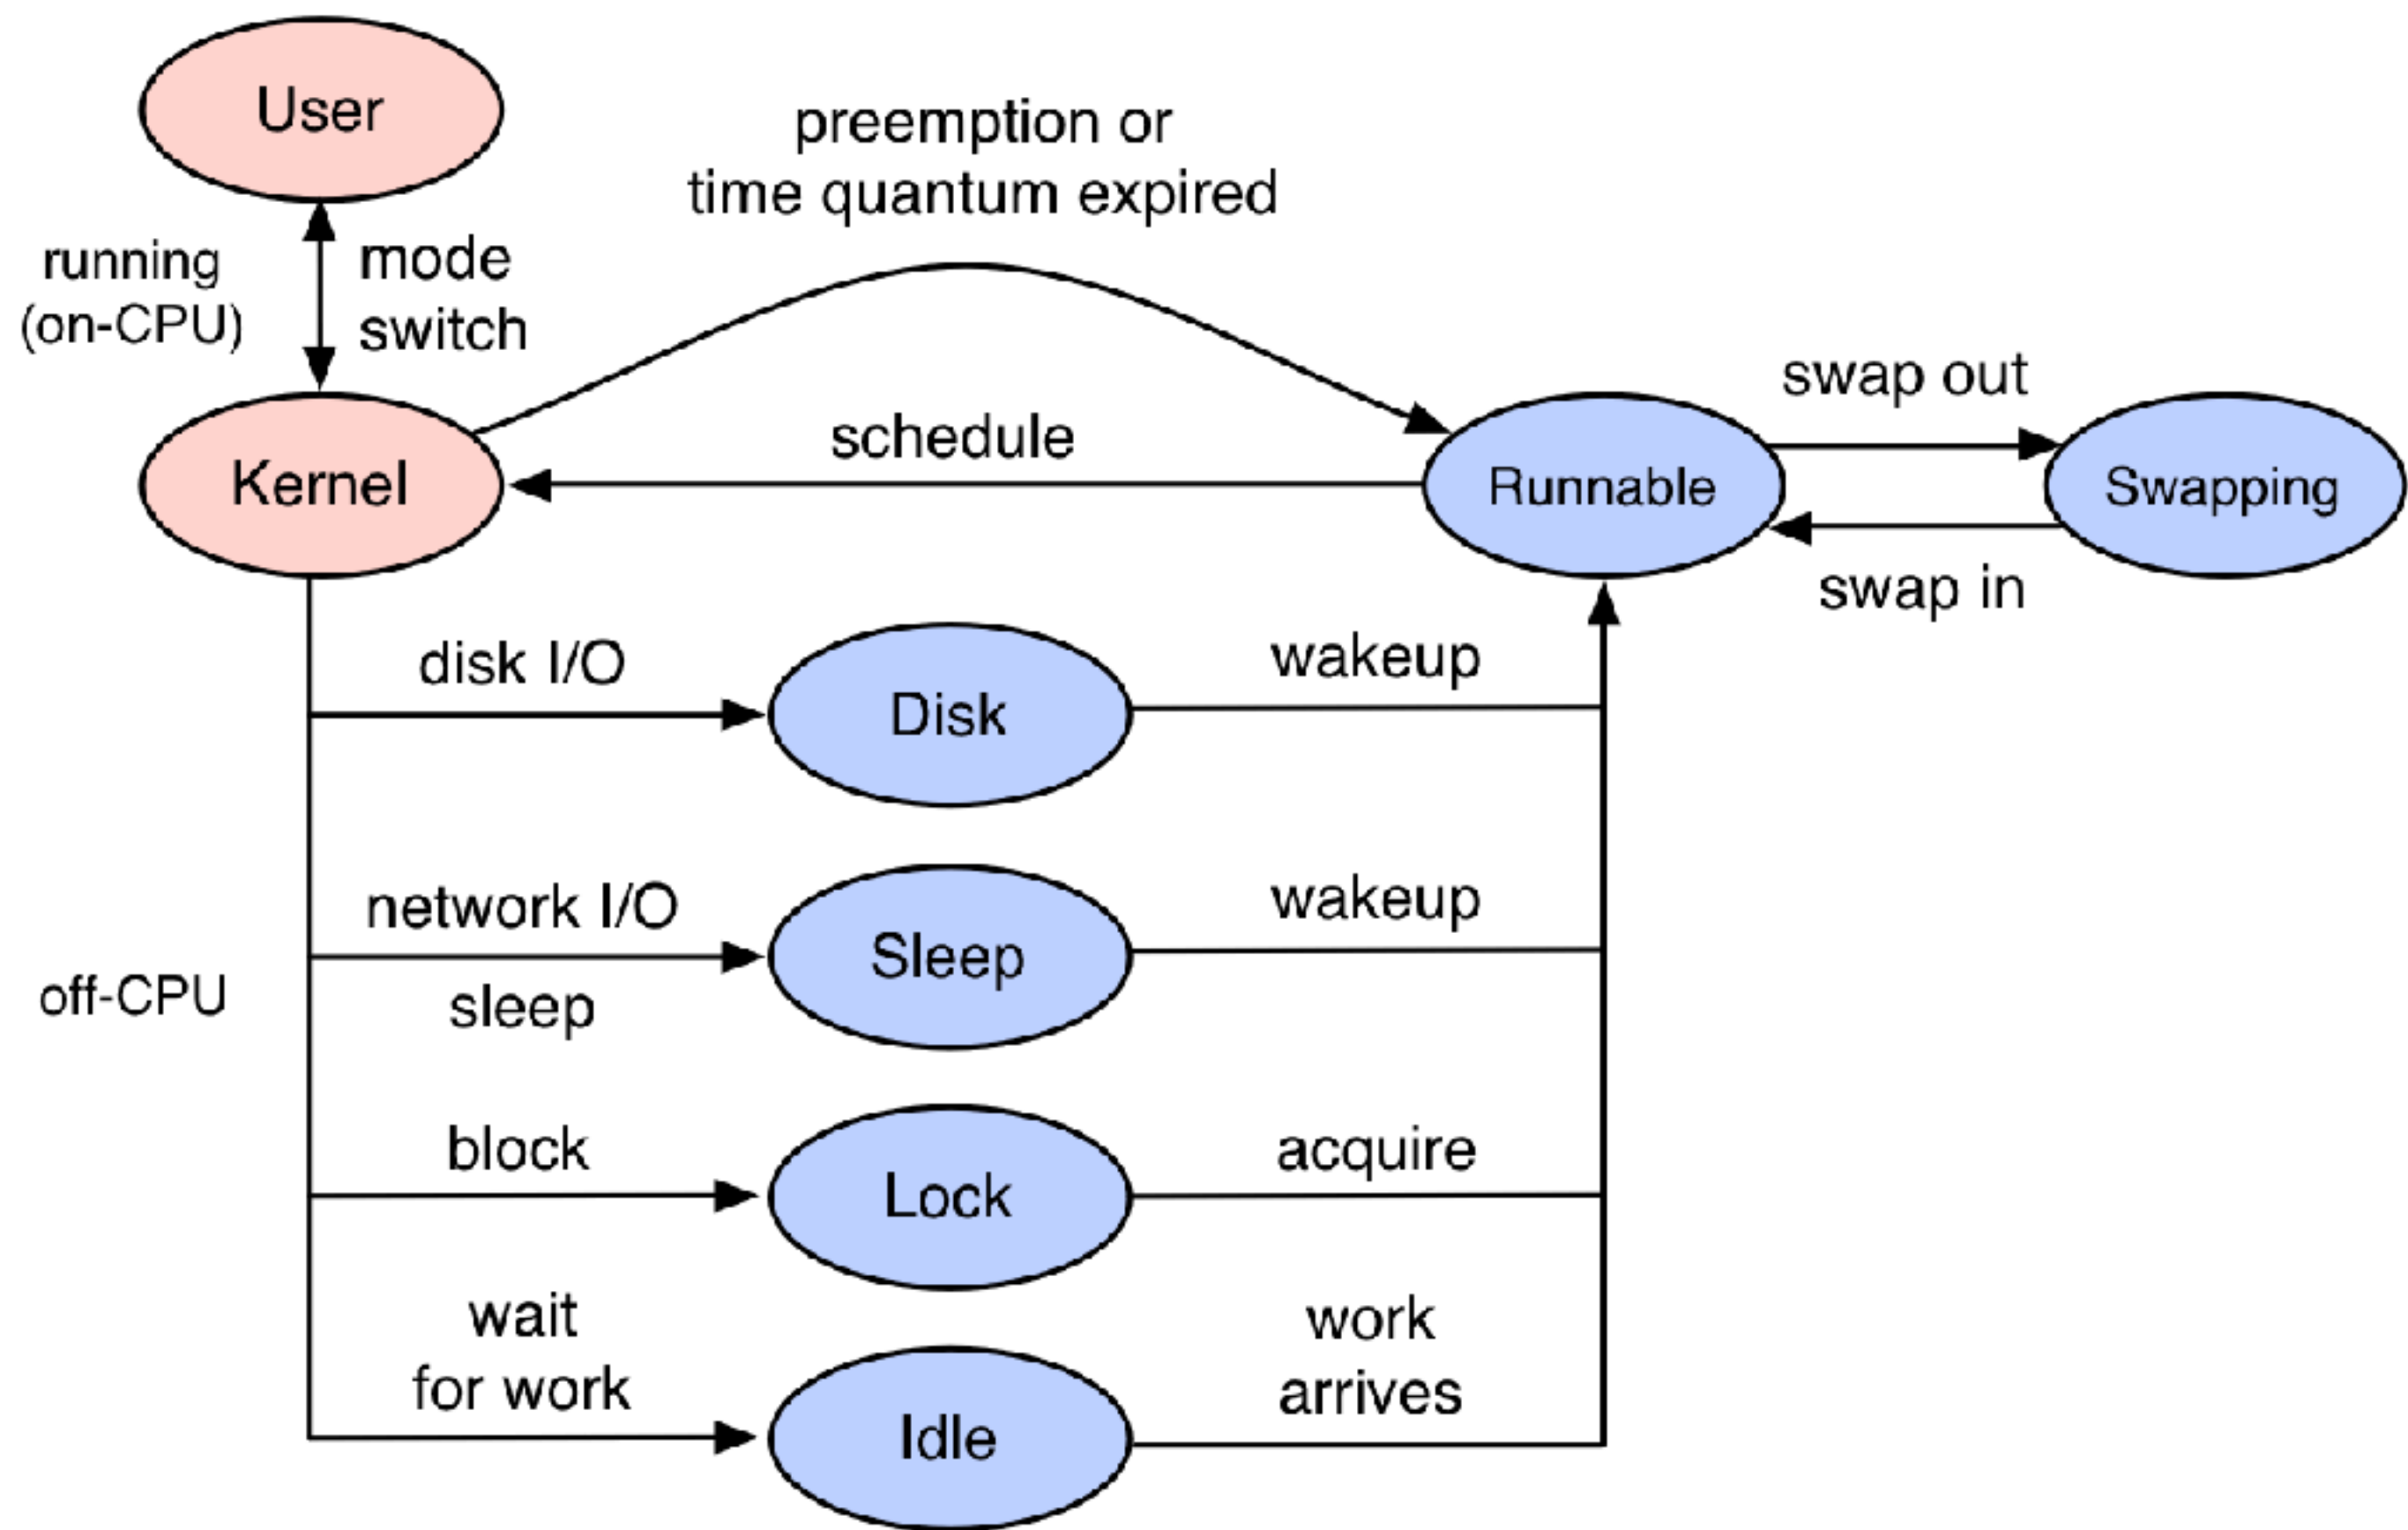 User
preemption or
time quantum expired
running
(on-CPU)
mode
switch
swap out
schedule
Kernel
Runnable
Swapping
swap in
disk I/O
Disk
wakeup
network I/O
sleep
Sleep
wakeup
off-CPU
block
Lock
acquire
wait
for work
Idle
work
arrives